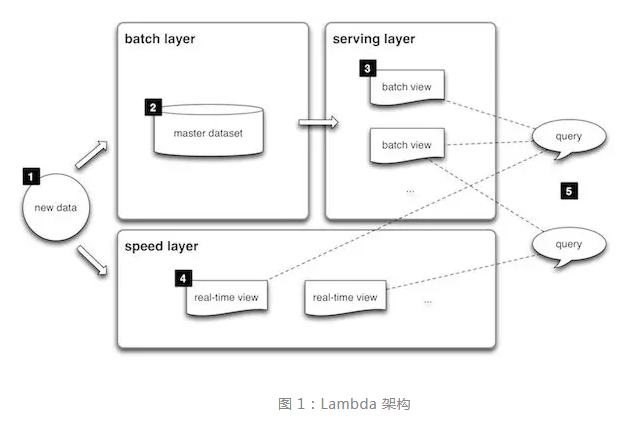 batch layer
serving layer
3
batch view
2
master dataset
query
batch view
1
...
5
new data
query
speed layer
4
real-time view
real-time view
...
图 1：Lambda 架构